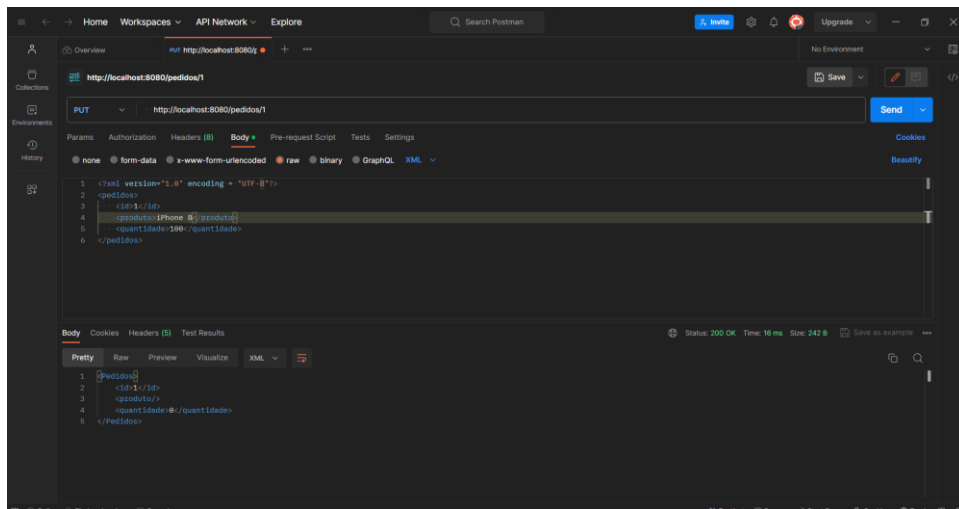 Home Workspaces API Network Explore Search Postman Invite Upgrade
Overview PUT http://localhost:8080/p No Environment
http://localhost:8080/pedidos/1 Save
Collections
PUT http://localhost:8080/pedidos/1 Send
Environments
Params Authorization Headers (8) Body Pre-request Script Tests Settings Cookies
History
none form-data x-www-form-urlencoded raw binary GraphQL XML Beautify
1 <?xml version="1.0" encoding = "UTF-8"?>
2 <pedidos>
3 <id>1</id>
4 <produto>iPhone 8</produto>
5 <quantidade>100</quantidade>
6 </pedidos>
Body Cookies Headers (5) Test Results Status: 200 OK Time: 16 ms Size: 242 B Save as example
Pretty Raw Preview Visualize XML
1 <Pedidos>
2 <id>1</id>
3 <produto/>
4 <quantidade>0</quantidade>
5 </Pedidos>